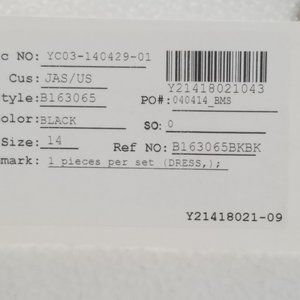 c NO: YC03-140429-01
Y21418021043
Cus: JAS/US
tyle: B163065 PO#: 040414_BMS
olor: BLACK SO: 0
Size: 14 Ref NO: B163065BKBK
mark: 1 pieces per set (DRESS,);
Y21418021-09